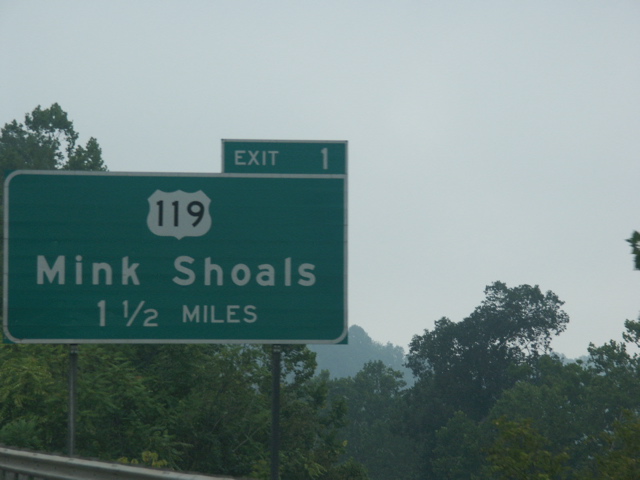 EXIT 1
119
Mink Shoals
1 1/2 MILES